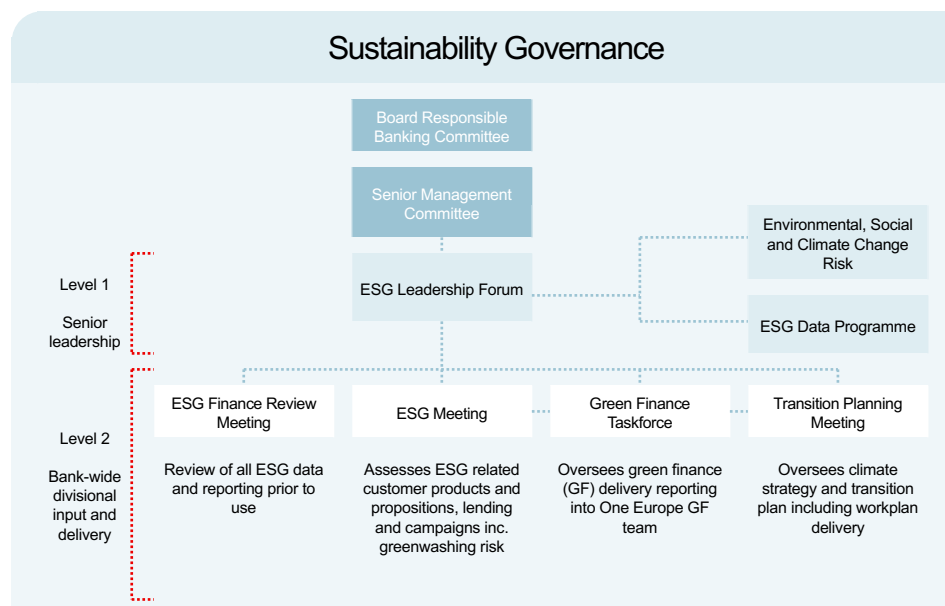 Sustainability Governance
Board Responsible
Banking Committee
Senior Management
Committee
Environmental, Social
and Climate Change
Risk
Level 1
Senior
leadership
ESG Leadership Forum
ESG Data Programme
Level 2
Bank-wide
divisional
input and
delivery
ESG Finance Review
Meeting
Review of all ESG data
and reporting prior to
use
ESG Meeting
Assesses ESG related
customer products and
propositions, lending
and campaigns inc.
greenwashing risk
Green Finance
Taskforce
Oversees green finance
(GF) delivery reporting
into One Europe GF
team
Transition Planning
Meeting
Oversees climate
strategy and transition
plan including workplan
delivery